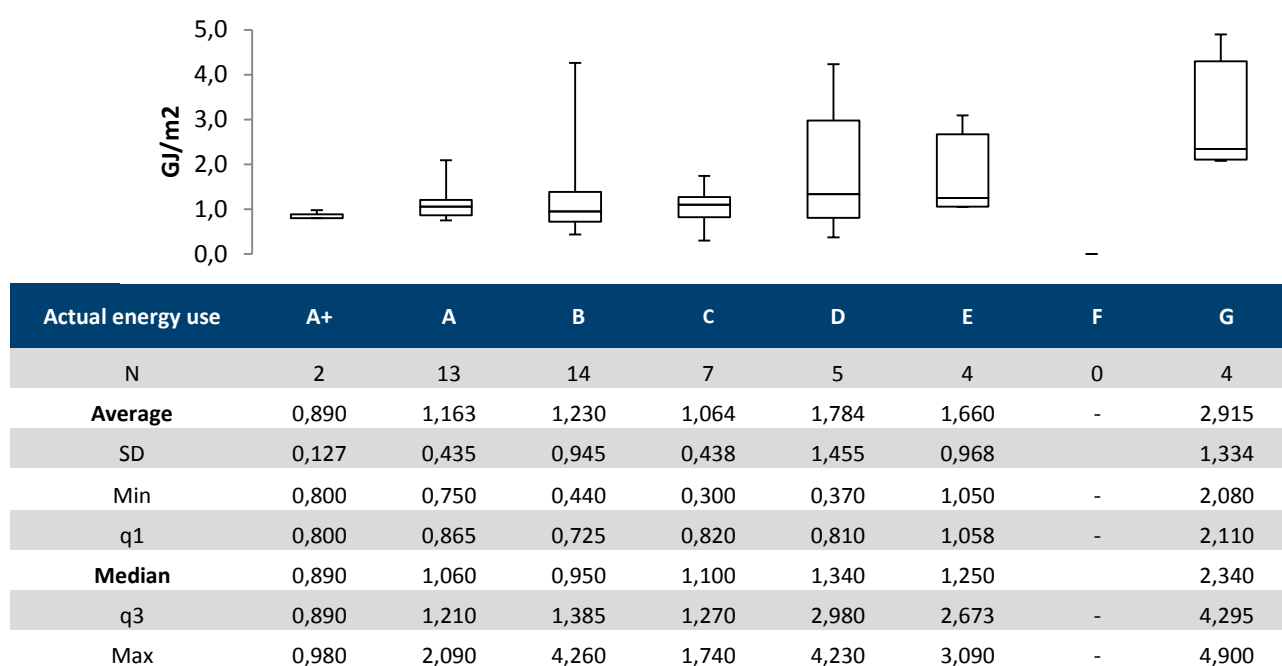 5,0
4,0
3,0
2,0
1,0
0,0
GJ/m2
Actual energy use A+ A B C D E F G
N 2 13 14 7 5 4 0 4
Average 0,890 1,163 1,230 1,064 1,784 1,660 - 2,915
SD 0,127 0,435 0,945 0,438 1,455 0,968 1,334
Min 0,800 0,750 0,440 0,300 0,370 1,050 - 2,080
q1 0,800 0,865 0,725 0,820 0,810 1,058 - 2,110
Median 0,890 1,060 0,950 1,100 1,340 1,250 2,340
q3 0,890 1,210 1,385 1,270 2,980 2,673 - 4,295
Max 0,980 2,090 4,260 1,740 4,230 3,090 - 4,900